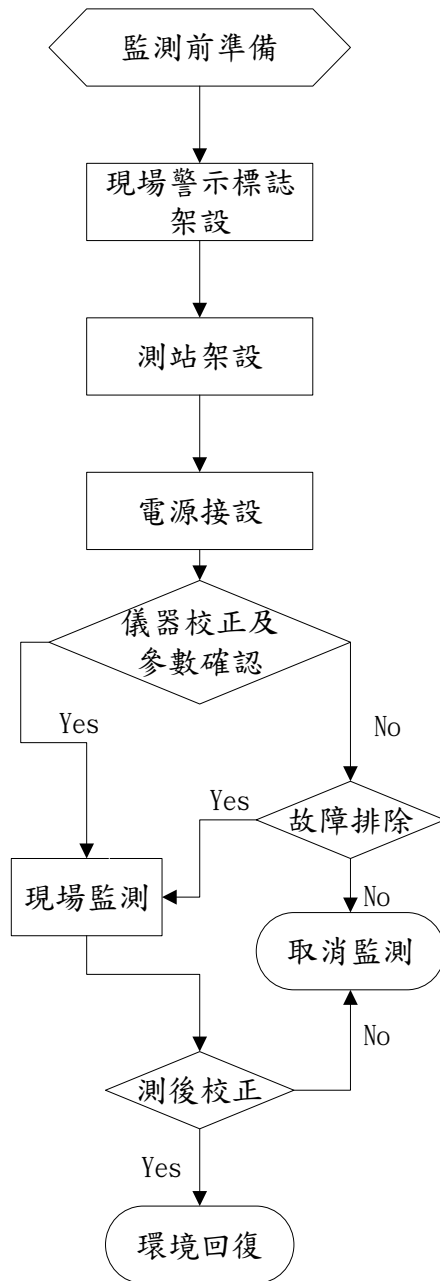 監測前準備
現場警示標誌
架設
測站架設
電源接設
儀器校正及
參數確認
Yes
No
Yes
故障排除
現場監測
No
取消監測
No
測後校正
Yes
環境回復